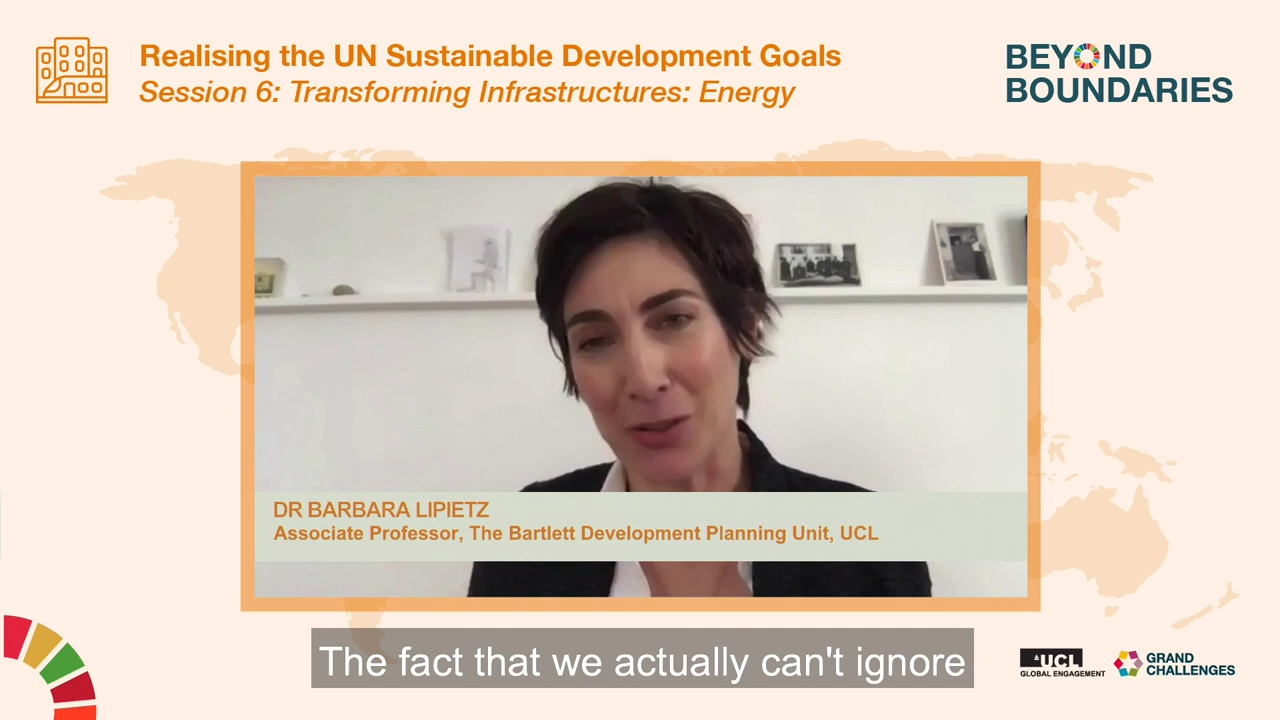 Realising the UN Sustainable Development Goals
Session 6: Transforming Infrastructures: Energy
BEYOND
BOUNDARIES
DR BARBARA LIPIETZ
Associate Professor, The Bartlett Development Planning Unit, UCL
The fact that we actually can't ignore
UCL
GLOBAL ENGAGEMENT
GRAND
CHALLENGES